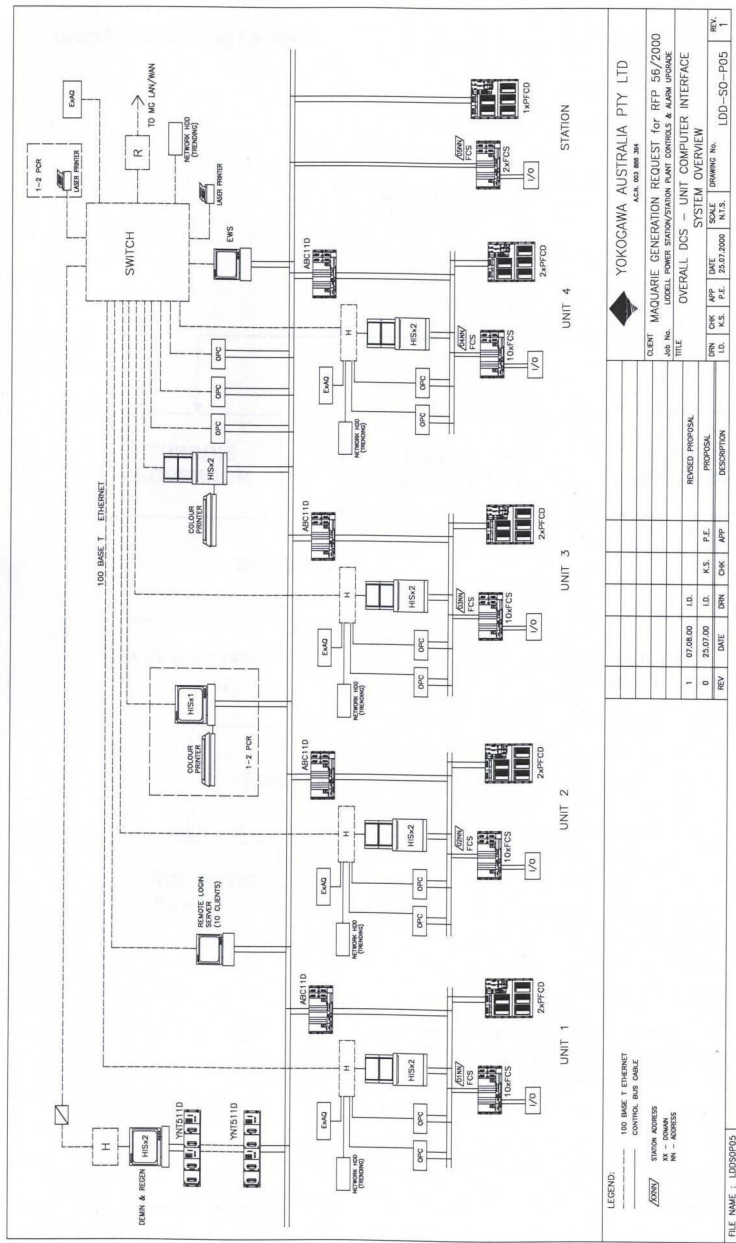 ExAQ
1-2 PCR
LASER PRINTER
R
TO MG LAN/WAN
NETWORK HDD
(TRENDING)
LASER PRINTER
SWITCH
EWS
100 BASE T ETHERNET
OPC
OPC
OPC
HISx2
COLOUR
PRINTER
HISx1
COLOUR
PRINTER
1-2 PCR
REMOTE LOGIN
SERVER
(10 CLIENTS)
H
HISx2
DEMIN & REGEN
YNT511D
YNT511D
ABC11D
H
ExAQ
NETWORK HDD
(TRENDING)
OPC
OPC
HISx2
01NN
FCS
10xFCS
I/O
2xPFCD
UNIT 1
ABC11D
H
ExAQ
NETWORK HDD
(TRENDING)
OPC
OPC
HISx2
02NN
FCS
10xFCS
I/O
2xPFCD
UNIT 2
ABC11D
H
ExAQ
NETWORK HDD
(TRENDING)
OPC
OPC
HISx2
03NN
FCS
10xFCS
I/O
2xPFCD
UNIT 3
ABC11D
H
ExAQ
NETWORK HDD
(TRENDING)
OPC
OPC
HISx2
04NN
FCS
10xFCS
I/O
2xPFCD
UNIT 4
05NN
FCS
2xFCS
I/O
1xPFCD
STATION
LEGEND:
100 BASE T ETHERNET
CONTROL BUS CABLE
XXNN
STATION ADDRESS
XX - DOMAIN
NN - ADDRESS
FILE NAME : LDDSOP05
1 07.08.00 I.D. REVISED PROPOSAL
0 25.07.00 I.D. K.S. P.E. PROPOSAL
REV DATE DRN CHK APP DESCRIPTION
YOKOGAWA AUSTRALIA PTY LTD
A.C.N. 003 888 364
CLIENT MAQUARIE GENERATION REQUEST for RFP 56/2000
Job No. LIDDELL POWER STATION/STATION PLANT CONTROLS & ALARM UPGRADE
TITLE
OVERALL DCS - UNIT COMPUTER INTERFACE
SYSTEM OVERVIEW
DRN CHK APP DATE SCALE DRAWING No. REV.
I.D. K.S. P.E. 25.07.2000 N.T.S. LDD-SO-P05 1